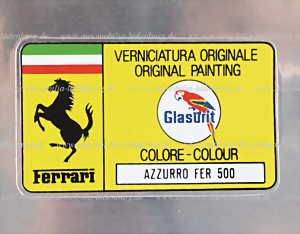 VERNICIATURA ORIGINALE
ORIGINAL PAINTING
Glasurit
COLORE-COLOUR
AZZURRO FER 500
Ferrari